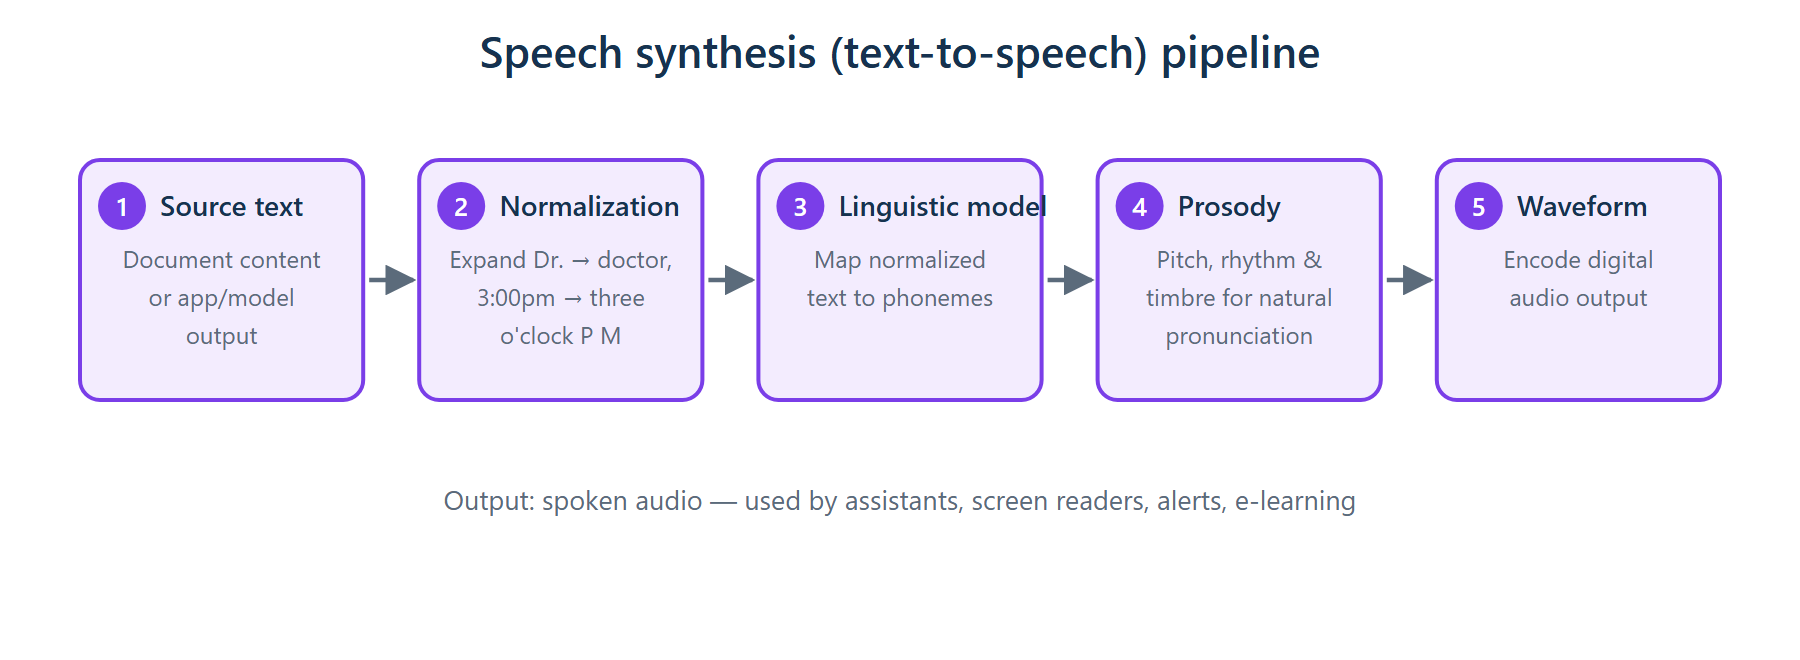 Speech synthesis (text-to-speech) pipeline
1 Source text
Document content
or app/model
output
2 Normalization
Expand Dr. → doctor,
3:00pm → three
o'clock P M
3 Linguistic model
Map normalized
text to phonemes
4 Prosody
Pitch, rhythm &
timbre for natural
pronunciation
5 Waveform
Encode digital
audio output
Output: spoken audio — used by assistants, screen readers, alerts, e-learning